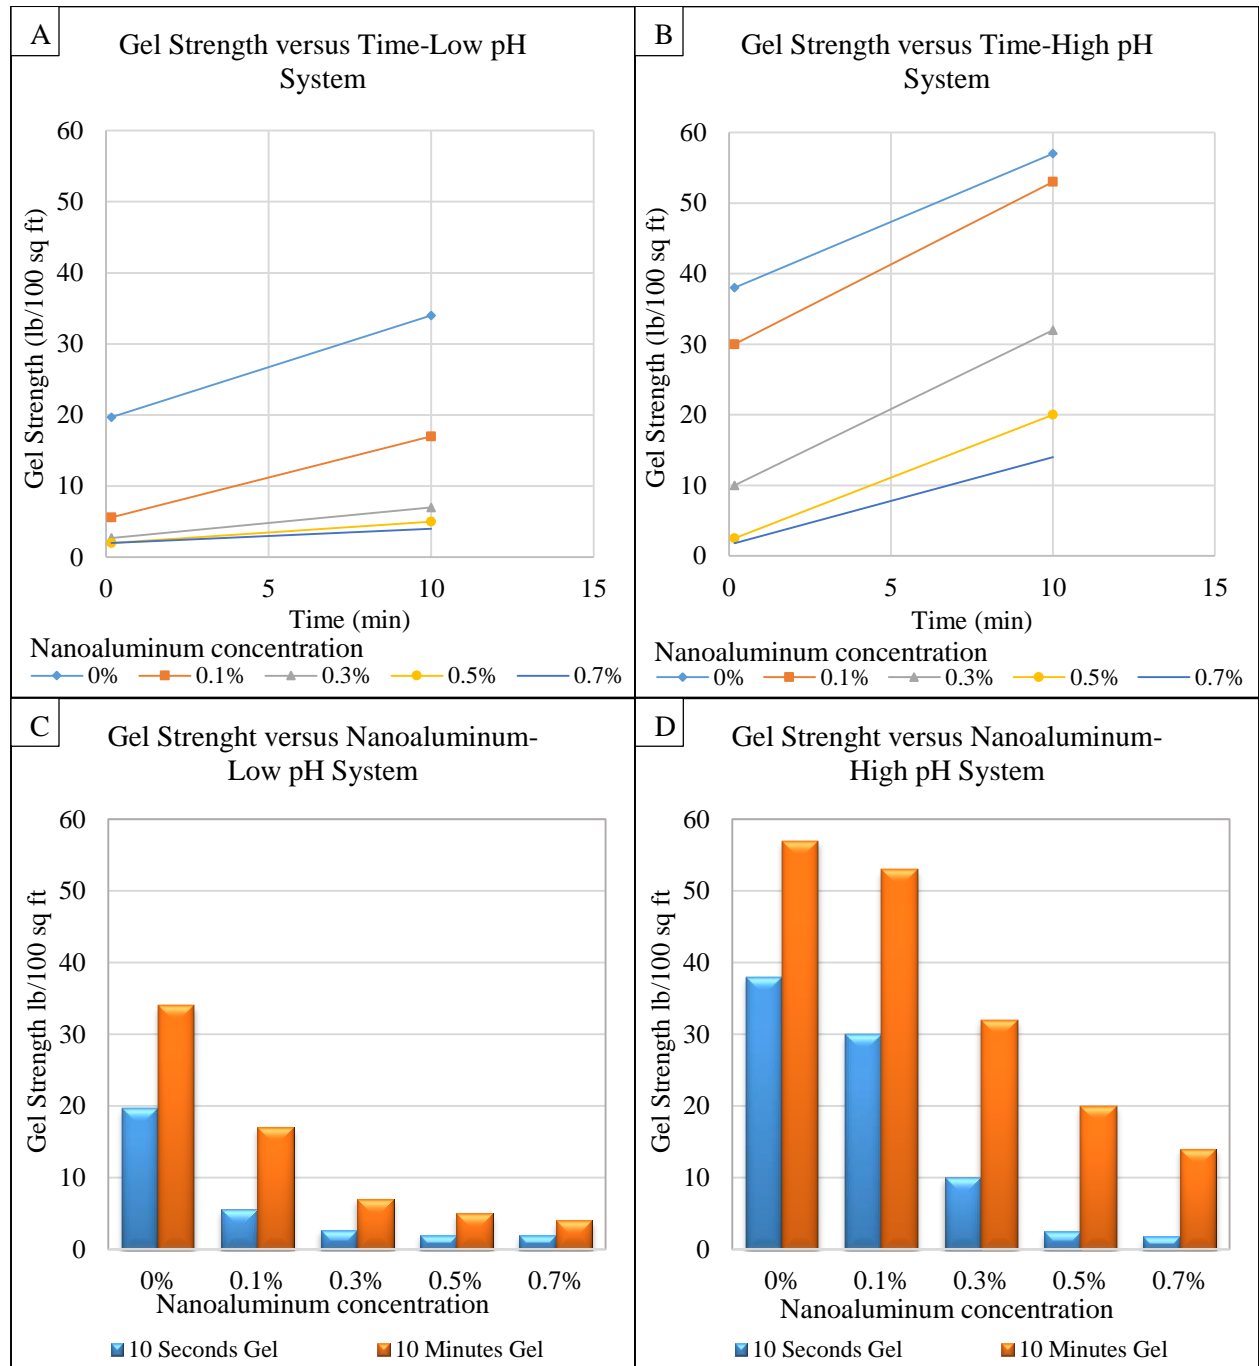 A
Gel Strength versus Time-Low pH
System
Gel Strength (lb/100 sq ft)
60
50
40
30
20
10
0
0 5 10 15
Time (min)
Nanoaluminum concentration
0% 0.1% 0.3% 0.5% 0.7%
B
Gel Strength versus Time-High pH
System
Gel Strength (lb/100 sq ft)
60
50
40
30
20
10
0
0 5 10 15
Time (min)
Nanoaluminum concentration
0% 0.1% 0.3% 0.5% 0.7%
C
Gel Strenght versus Nanoaluminum-
Low pH System
Gel Strength lb/100 sq ft
60
50
40
30
20
10
0
0% 0.1% 0.3% 0.5% 0.7%
Nanoaluminum concentration
10 Seconds Gel 10 Minutes Gel
D
Gel Strenght versus Nanoaluminum-
High pH System
Gel Strength lb/100 sq ft
60
50
40
30
20
10
0
0% 0.1% 0.3% 0.5% 0.7%
Nanoaluminum concentration
10 Seconds Gel 10 Minutes Gel